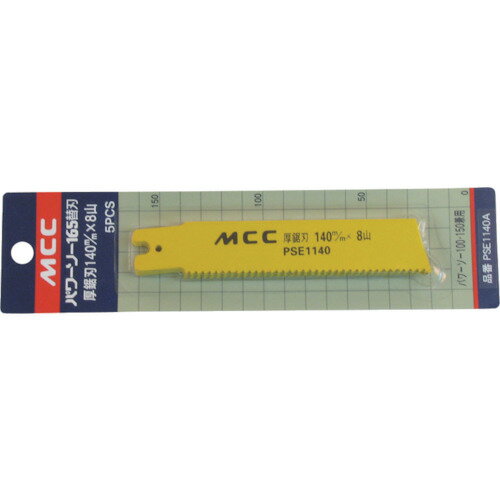 MCC
パワーソー165替刃
厚鋸刃140m/m×8山
5PCS
150
100
50
0
MCC 厚鋸刃 140m/m× 8山
PSE1140
パワーソー100・150兼用
品番 PSE1140A